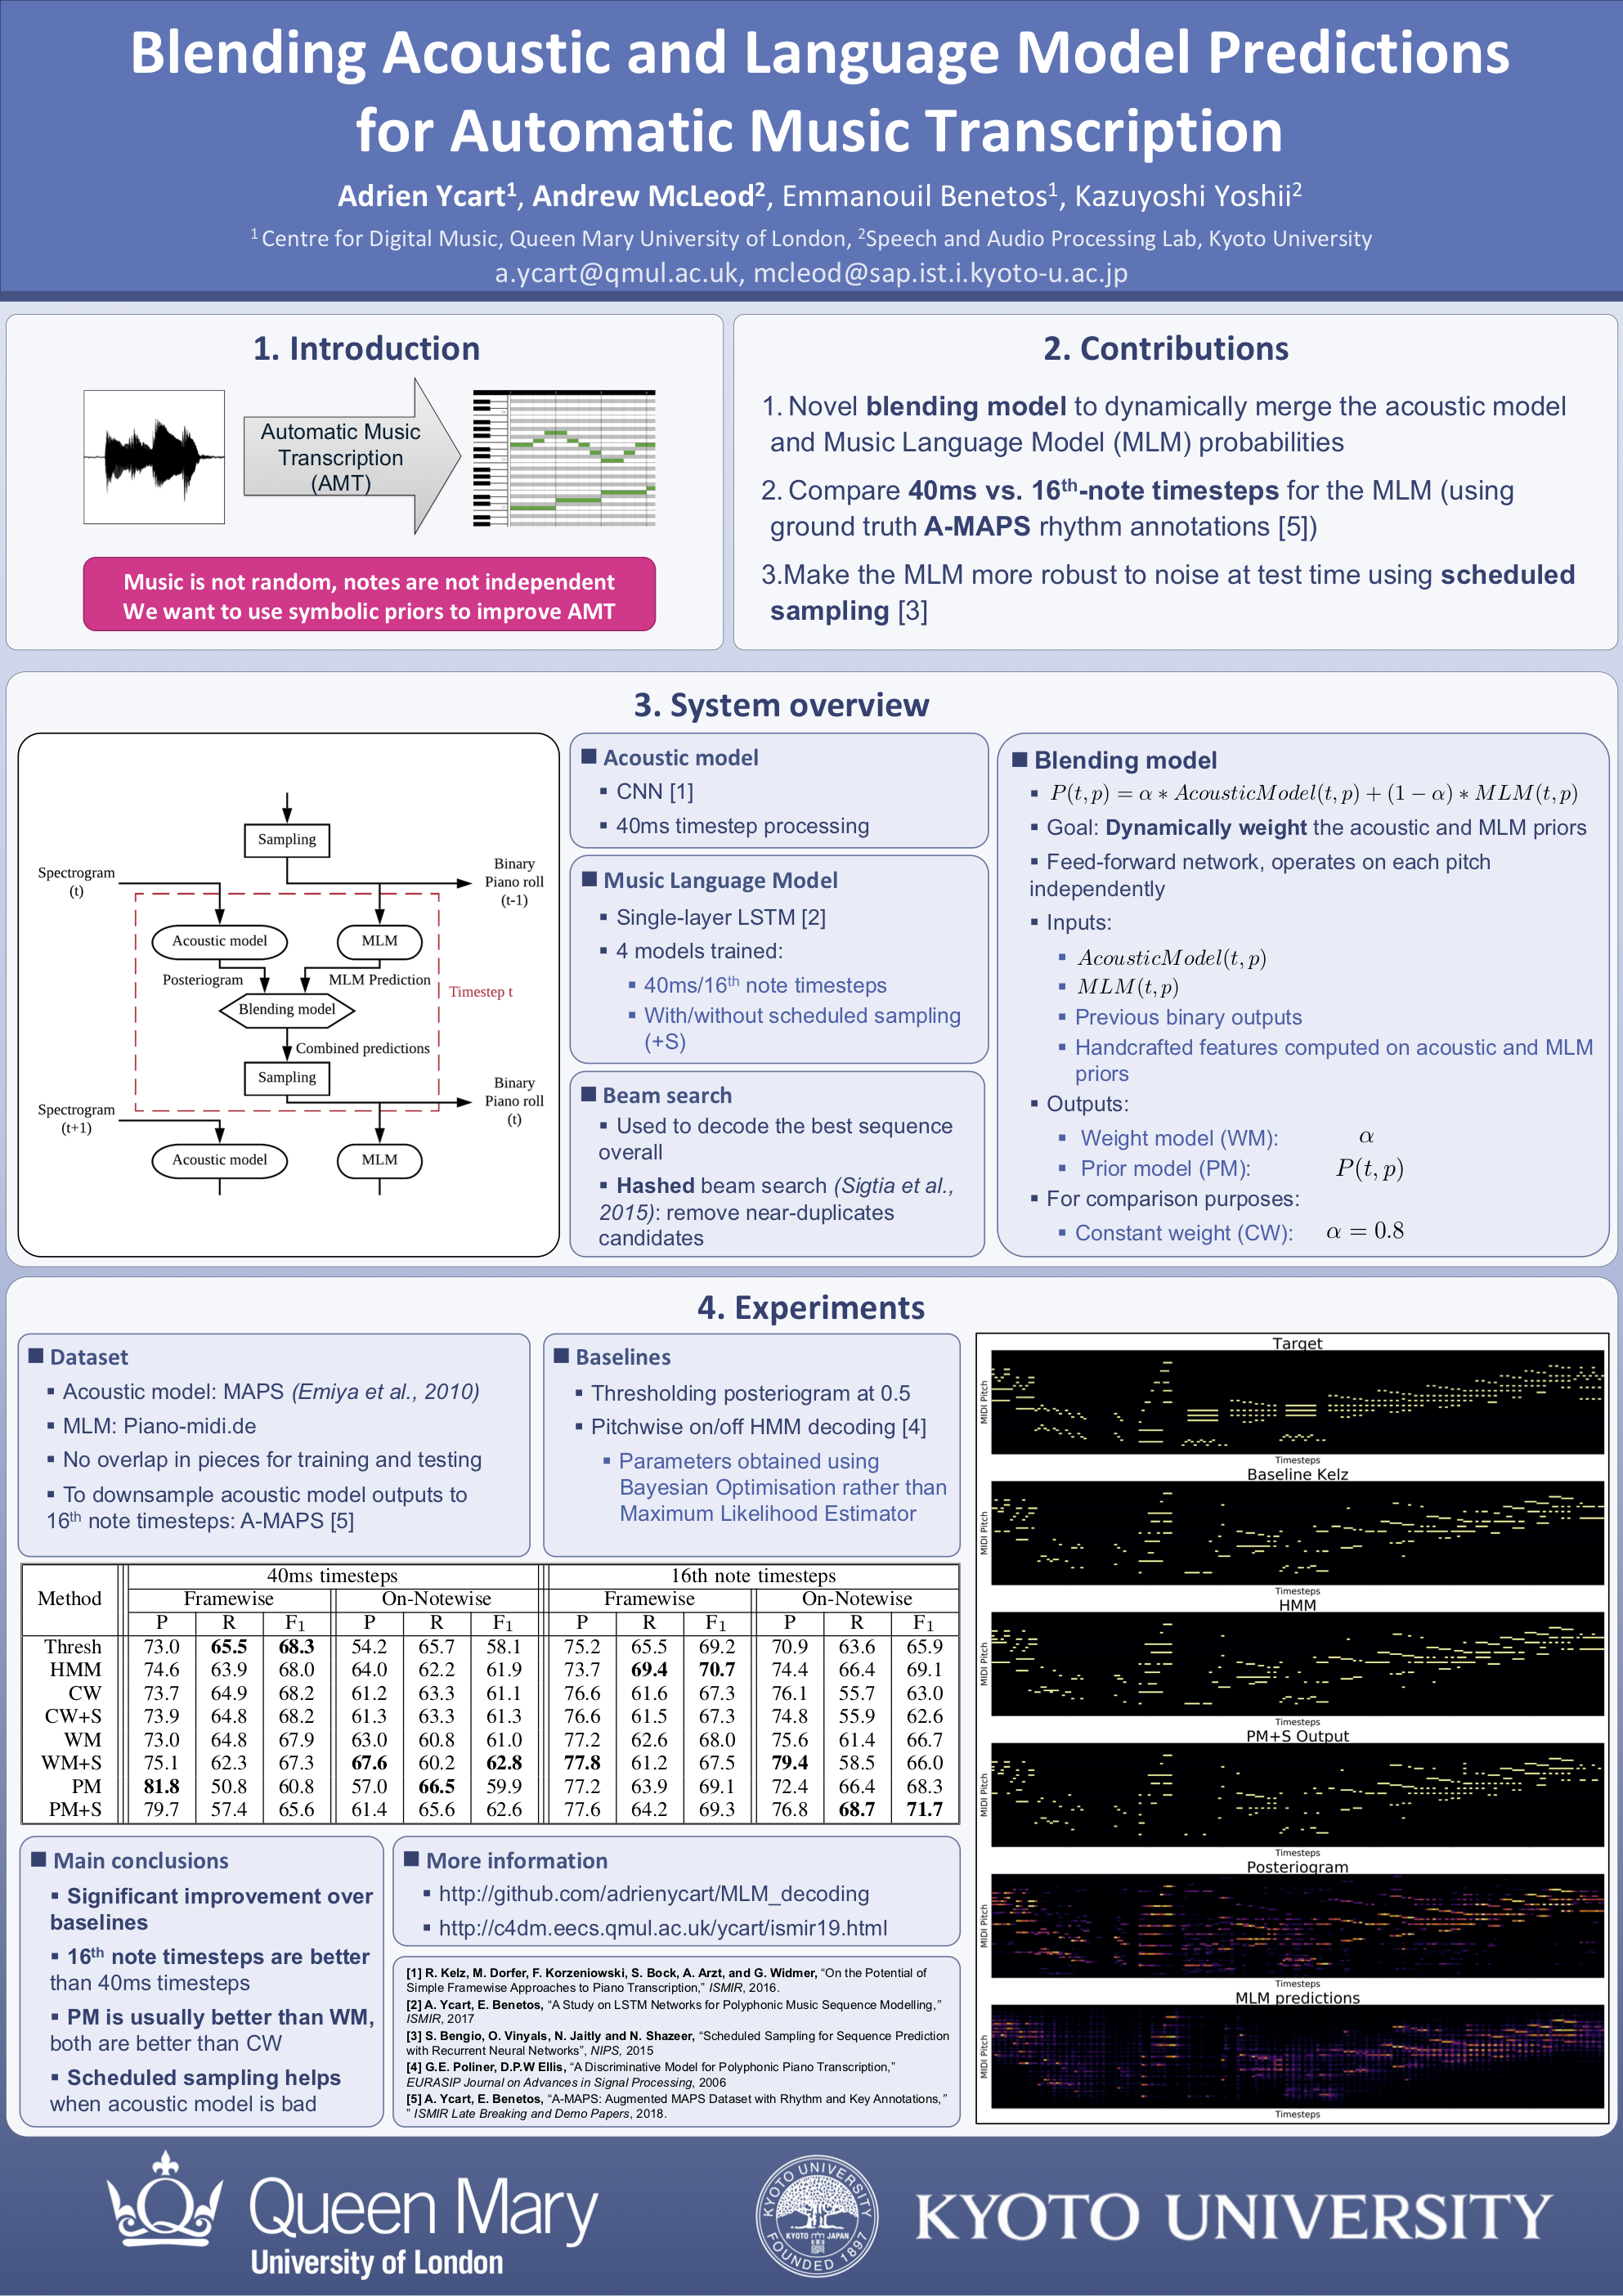 Blending Acoustic and Language Model Predictions
for Automatic Music Transcription
Adrien Ycart¹, Andrew McLeod², Emmanouil Benetos¹, Kazuyoshi Yoshii²
¹ Centre for Digital Music, Queen Mary University of London, ²Speech and Audio Processing Lab, Kyoto University
a.ycart@qmul.ac.uk, mcleod@sap.ist.i.kyoto-u.ac.jp
1. Introduction
Automatic Music
Transcription
(AMT)
Music is not random, notes are not independent
We want to use symbolic priors to improve AMT
2. Contributions
1. Novel blending model to dynamically merge the acoustic model
and Music Language Model (MLM) probabilities
2. Compare 40ms vs. 16th-note timesteps for the MLM (using
ground truth A-MAPS rhythm annotations [5])
3.Make the MLM more robust to noise at test time using scheduled
sampling [3]
3. System overview
Sampling
Spectrogram
(t)
Binary
Piano roll
(t-1)
Acoustic model
MLM
Posteriogram
MLM Prediction
Timestep t
Blending model
Combined predictions
Sampling
Spectrogram
(t+1)
Binary
Piano roll
(t)
Acoustic model
MLM
■ Acoustic model
▪ CNN [1]
▪ 40ms timestep processing
■ Music Language Model
▪ Single-layer LSTM [2]
▪ 4 models trained:
▪ 40ms/16th note timesteps
▪ With/without scheduled sampling
(+S)
■ Beam search
▪ Used to decode the best sequence
overall
▪ Hashed beam search (Sigtia et al.,
2015): remove near-duplicates
candidates
■ Blending model
▪ P(t, p) = α ∗ AcousticModel(t, p) + (1 − α) ∗ MLM(t, p)
▪ Goal: Dynamically weight the acoustic and MLM priors
▪ Feed-forward network, operates on each pitch
independently
▪ Inputs:
▪ AcousticModel(t, p)
▪ MLM(t, p)
▪ Previous binary outputs
▪ Handcrafted features computed on acoustic and MLM
priors
▪ Outputs:
▪ Weight model (WM): α
▪ Prior model (PM): P(t, p)
▪ For comparison purposes:
▪ Constant weight (CW): α = 0.8
4. Experiments
■ Dataset
▪ Acoustic model: MAPS (Emiya et al., 2010)
▪ MLM: Piano-midi.de
▪ No overlap in pieces for training and testing
▪ To downsample acoustic model outputs to
16th note timesteps: A-MAPS [5]
■ Baselines
▪ Thresholding posteriogram at 0.5
▪ Pitchwise on/off HMM decoding [4]
▪ Parameters obtained using
Bayesian Optimisation rather than
Maximum Likelihood Estimator
Method 40ms timesteps 16th note timesteps
Framewise On-Notewise Framewise On-Notewise
P R F1 P R F1 P R F1 P R F1
Thresh 73.0 65.5 68.3 54.2 65.7 58.1 75.2 65.5 69.2 70.9 63.6 65.9
HMM 74.6 63.9 68.0 64.0 62.2 61.9 73.7 69.4 70.7 74.4 66.4 69.1
CW 73.7 64.9 68.2 61.2 63.3 61.1 76.6 61.6 67.3 76.1 55.7 63.0
CW+S 73.9 64.8 68.2 61.3 63.3 61.3 76.6 61.5 67.3 74.8 55.9 62.6
WM 73.0 64.8 67.9 63.0 60.8 61.0 77.2 62.6 68.0 75.6 61.4 66.7
WM+S 75.1 62.3 67.3 67.6 60.2 62.8 77.8 61.2 67.5 79.4 58.5 66.0
PM 81.8 50.8 60.8 57.0 66.5 59.9 77.2 63.9 69.1 72.4 66.4 68.3
PM+S 79.7 57.4 65.6 61.4 65.6 62.6 77.6 64.2 69.3 76.8 68.7 71.7
■ Main conclusions
▪ Significant improvement over
baselines
▪ 16th note timesteps are better
than 40ms timesteps
▪ PM is usually better than WM,
both are better than CW
▪ Scheduled sampling helps
when acoustic model is bad
■ More information
▪ http://github.com/adrienycart/MLM_decoding
▪ http://c4dm.eecs.qmul.ac.uk/ycart/ismir19.html
[1] R. Kelz, M. Dorfer, F. Korzeniowski, S. Bock, A. Arzt, and G. Widmer, “On the Potential of
Simple Framewise Approaches to Piano Transcription,” ISMIR, 2016.
[2] A. Ycart, E. Benetos, “A Study on LSTM Networks for Polyphonic Music Sequence Modelling,”
ISMIR, 2017
[3] S. Bengio, O. Vinyals, N. Jaitly and N. Shazeer, “Scheduled Sampling for Sequence Prediction
with Recurrent Neural Networks”, NIPS, 2015
[4] G.E. Poliner, D.P.W Ellis, “A Discriminative Model for Polyphonic Piano Transcription,”
EURASIP Journal on Advances in Signal Processing, 2006
[5] A. Ycart, E. Benetos, “A-MAPS: Augmented MAPS Dataset with Rhythm and Key Annotations,”
” ISMIR Late Breaking and Demo Papers, 2018.
Target
MIDI Pitch
Timesteps
Baseline Kelz
MIDI Pitch
Timesteps
HMM
MIDI Pitch
Timesteps
PM+S Output
MIDI Pitch
Timesteps
Posteriogram
MIDI Pitch
Timesteps
MLM predictions
MIDI Pitch
Timesteps
Queen Mary
University of London
KYOTO UNIVERSITY
KYOTO JAPAN
FOUNDED 1897
KYOTO UNIVERSITY